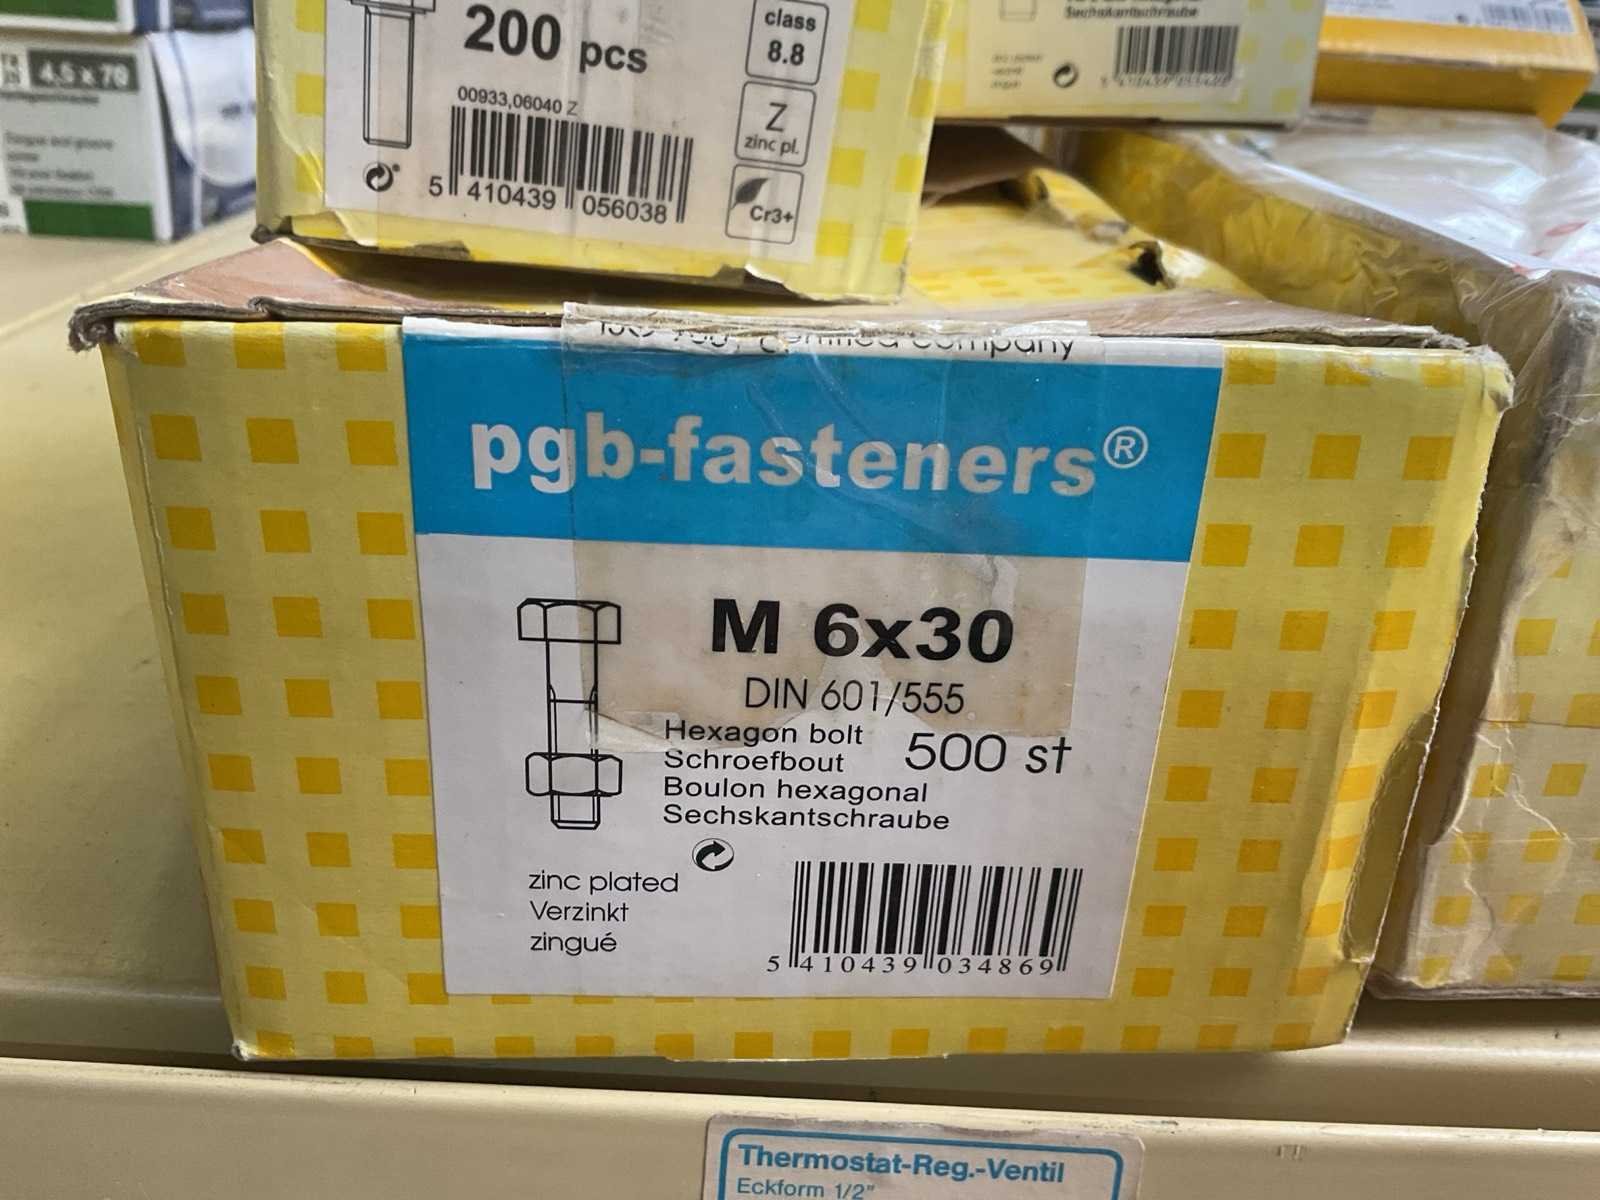 4,5 x 70
200 pcs
class
8.8
00933,06040 Z
Z
zinc pl.
5 410439 056038
Cr3+
Sechskantschraube
Certified company
pgb-fasteners®
M 6x30
DIN 601/555
Hexagon bolt
Schroefbout
500 st
Boulon hexagonal
Sechskantschraube
zinc plated
Verzinkt
zingué
5 410439 034869
Thermostat-Reg.-Ventil
Eckform 1/2"